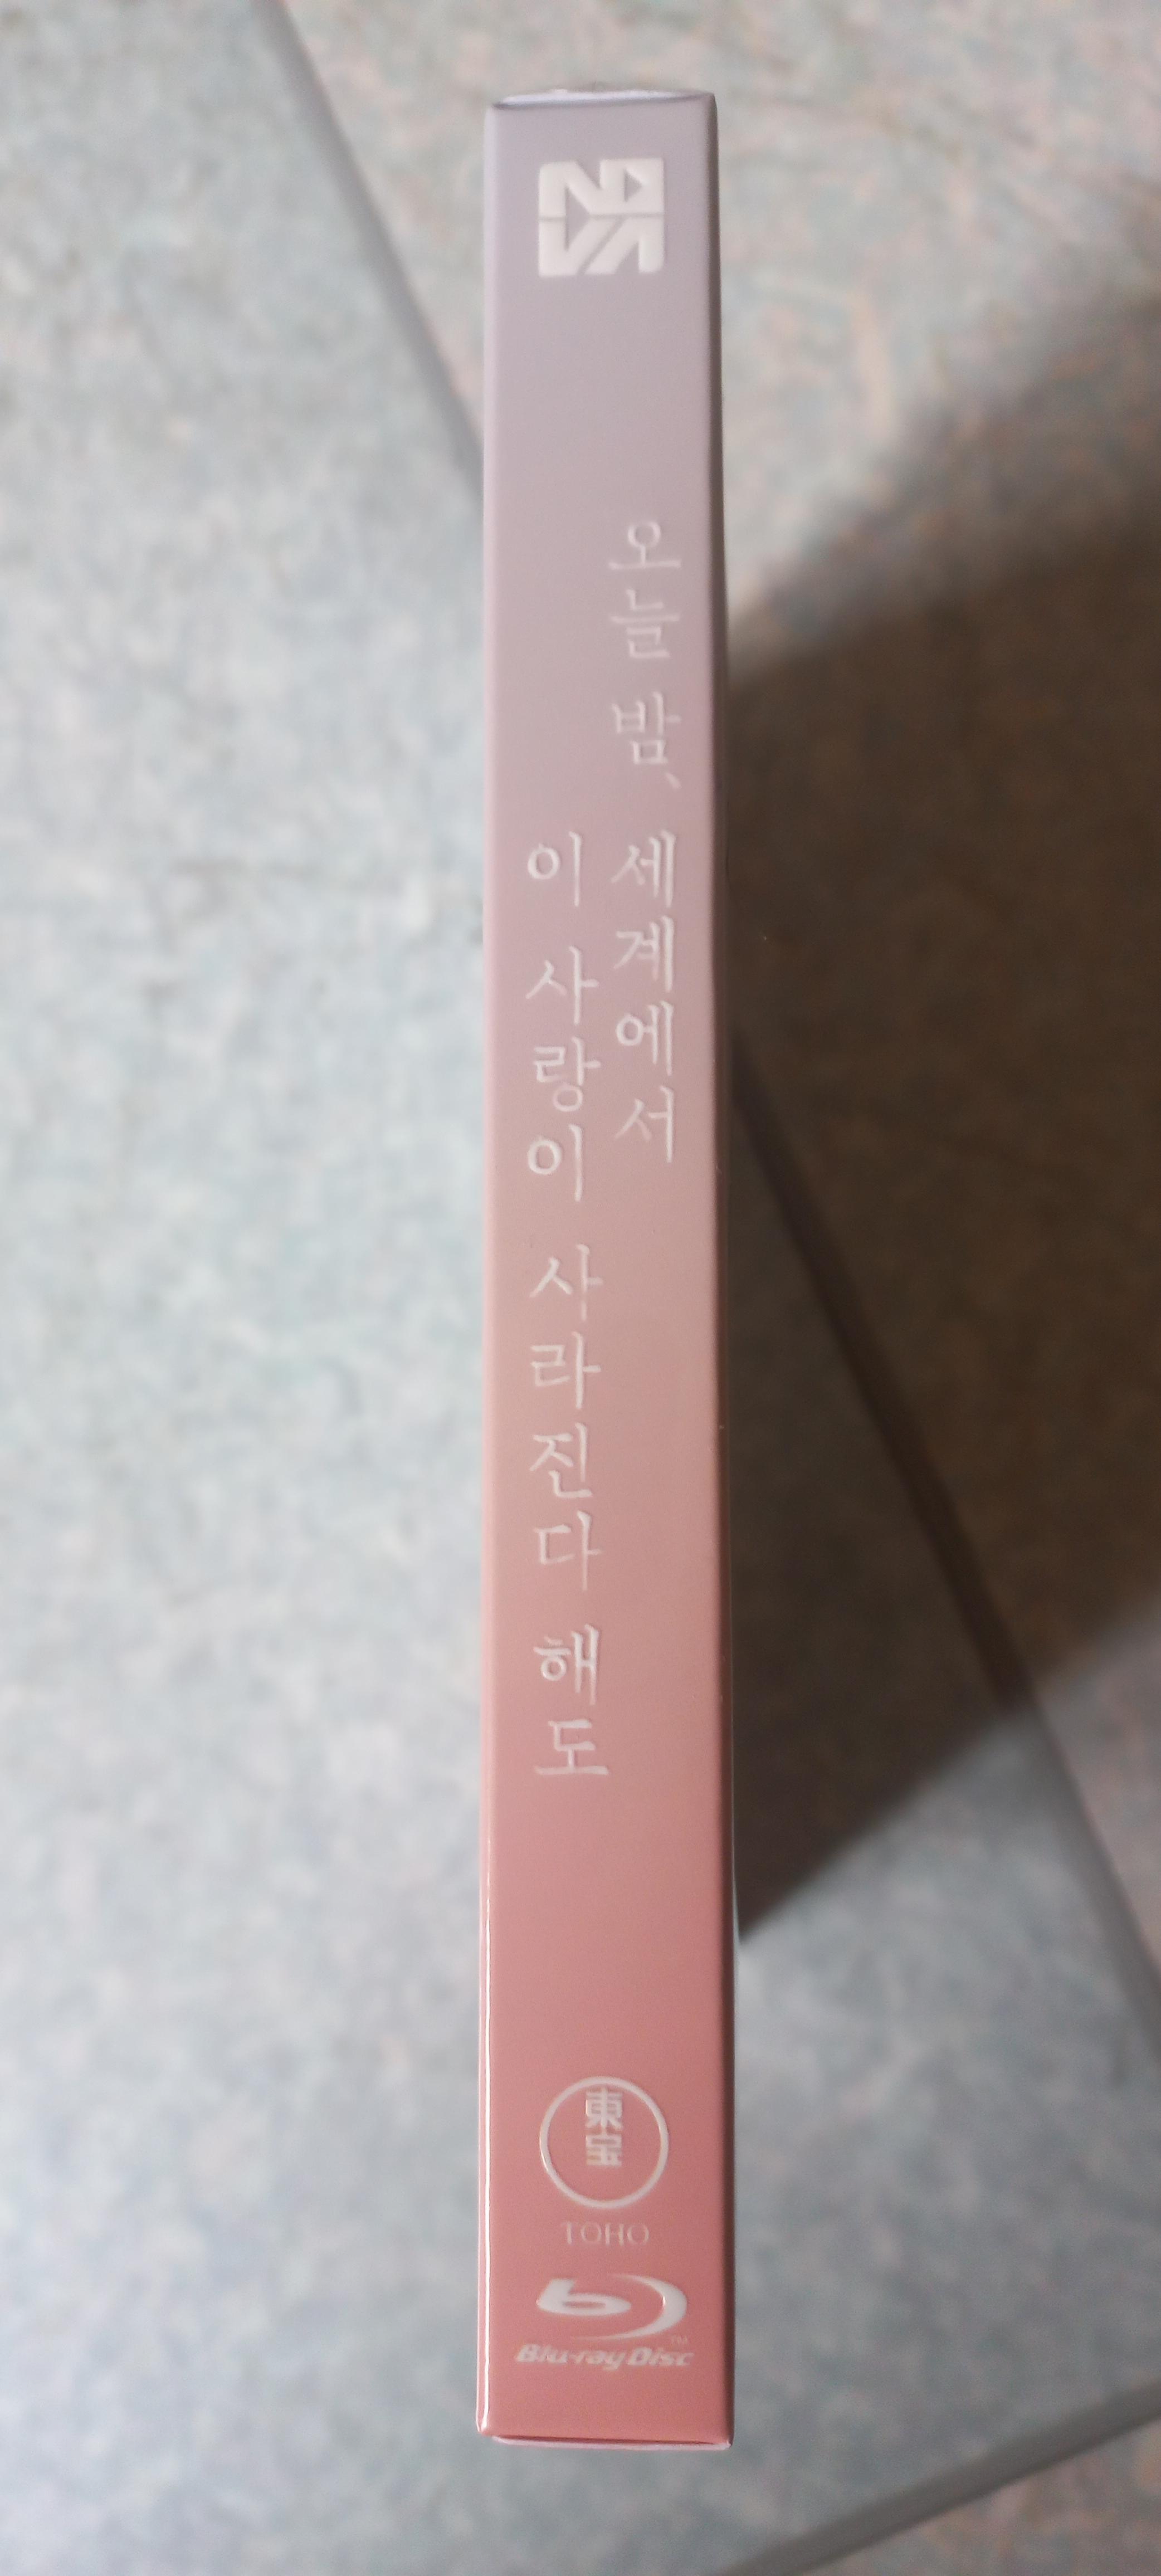 오늘 밤, 세계에서
이 사랑이 사라진다 해도
東宝
TOHO
Blu-ray Disc™